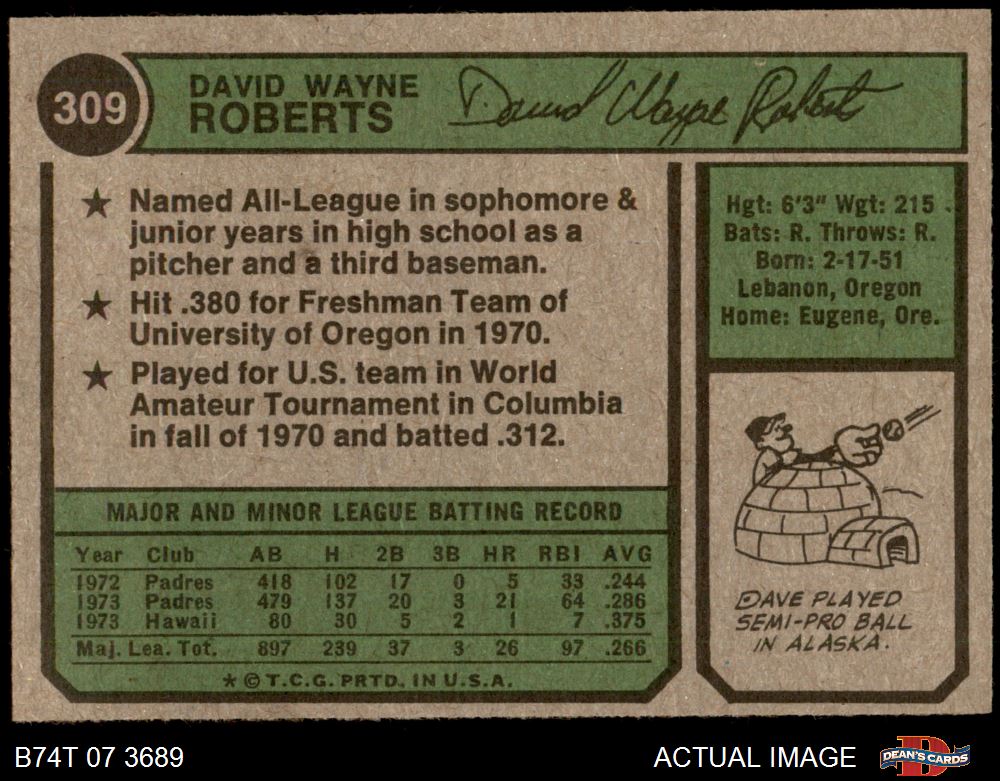 309
DAVID WAYNE
ROBERTS
David Wayne Roberts
★ Named All-League in sophomore &
junior years in high school as a
pitcher and a third baseman.
★ Hit .380 for Freshman Team of
University of Oregon in 1970.
★ Played for U.S. team in World
Amateur Tournament in Columbia
in fall of 1970 and batted .312.
Hgt: 6'3" Wgt: 215
Bats: R. Throws: R.
Born: 2-17-51
Lebanon, Oregon
Home: Eugene, Ore.
DAVE PLAYED
SEMI-PRO BALL
IN ALASKA.
MAJOR AND MINOR LEAGUE BATTING RECORD
Year Club AB H 2B 3B HR RBI AVG
1972 Padres 418 102 17 0 5 33 .244
1973 Padres 479 137 20 3 21 64 .286
1973 Hawaii 80 30 5 2 1 7 .375
Maj. Lea. Tot. 897 239 37 3 26 97 .266
★ © T.C.G. PRTD. IN U.S.A.
B74T 07 3689
ACTUAL IMAGE
DEAN'S CARDS